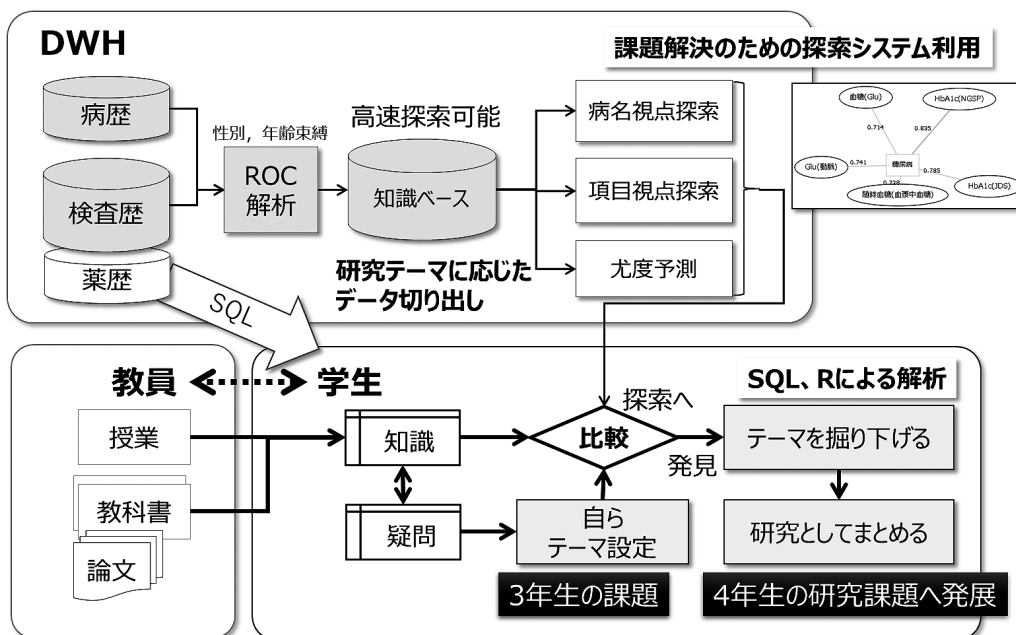 DWH
課題解決のための探索システム利用
病歴
検査歴
薬歴
性別，年齢束縛
ROC
解析
高速探索可能
知識ベース
病名視点探索
項目視点探索
尤度予測
研究テーマに応じた
データ切り出し
血糖(Glu)
HbA1c(NGSP)
0.714
0.835
Glu(動脈)
0.741
糖尿病
0.785
0.738
HbA1c(JDS)
随時血糖(血漿中血糖)
SQL
教員
学生
SQL、Rによる解析
授業
教科書
論文
知識
疑問
比較
探索へ
発見
自ら
テーマ設定
テーマを掘り下げる
研究としてまとめる
3年生の課題
4年生の研究課題へ発展